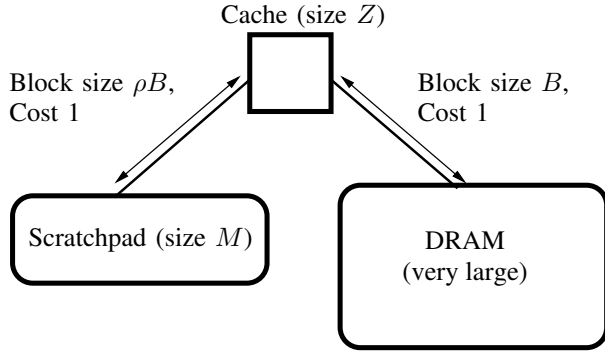 Cache (size Z)
Block size ρB,
Cost 1
Block size B,
Cost 1
Scratchpad (size M)
DRAM
(very large)